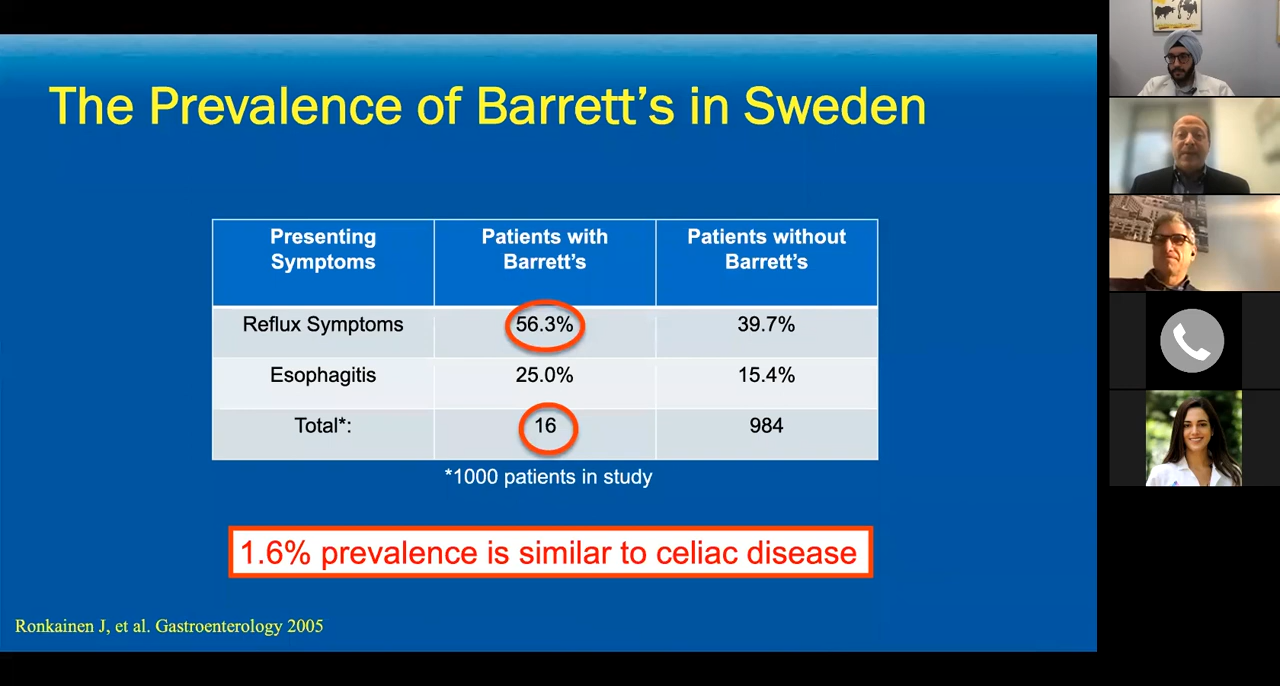 The Prevalence of Barrett's in Sweden
Presenting Symptoms
Patients with Barrett's
Patients without Barrett's
Reflux Symptoms 56.3% 39.7%
Esophagitis 25.0% 15.4%
Total*: 16 984
*1000 patients in study
1.6% prevalence is similar to celiac disease
Ronkainen J, et al. Gastroenterology 2005